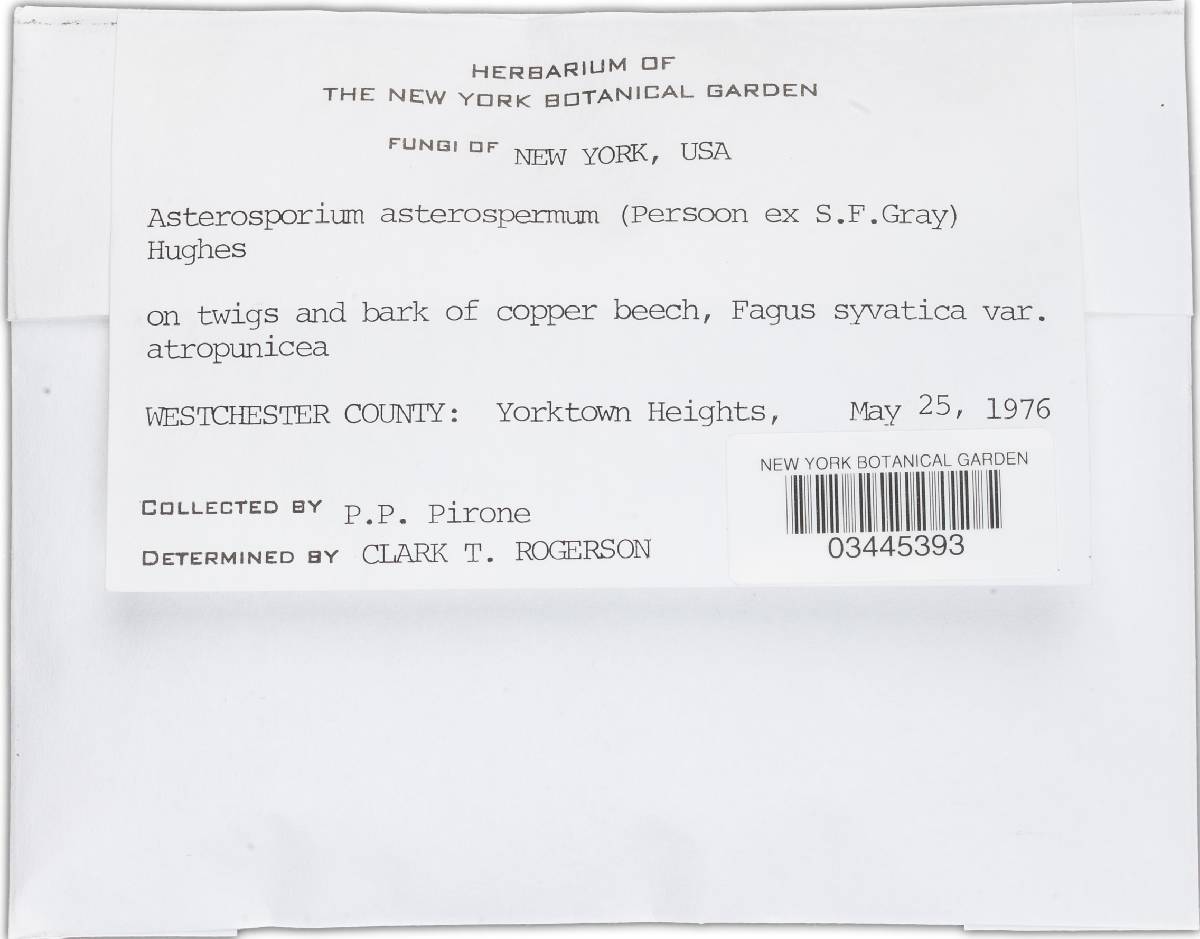 HERBARIUM OF
THE NEW YORK BOTANICAL GARDEN
FUNGI OF NEW YORK, USA
Asterosporium asterospermum (Persoon ex S.F.Gray)
Hughes
on twigs and bark of copper beech, Fagus syvatica var.
atropunicea
WESTCHESTER COUNTY: Yorktown Heights, May 25, 1976
NEW YORK BOTANICAL GARDEN
03445393
COLLECTED BY P.P. Pirone
DETERMINED BY CLARK T. ROGERSON